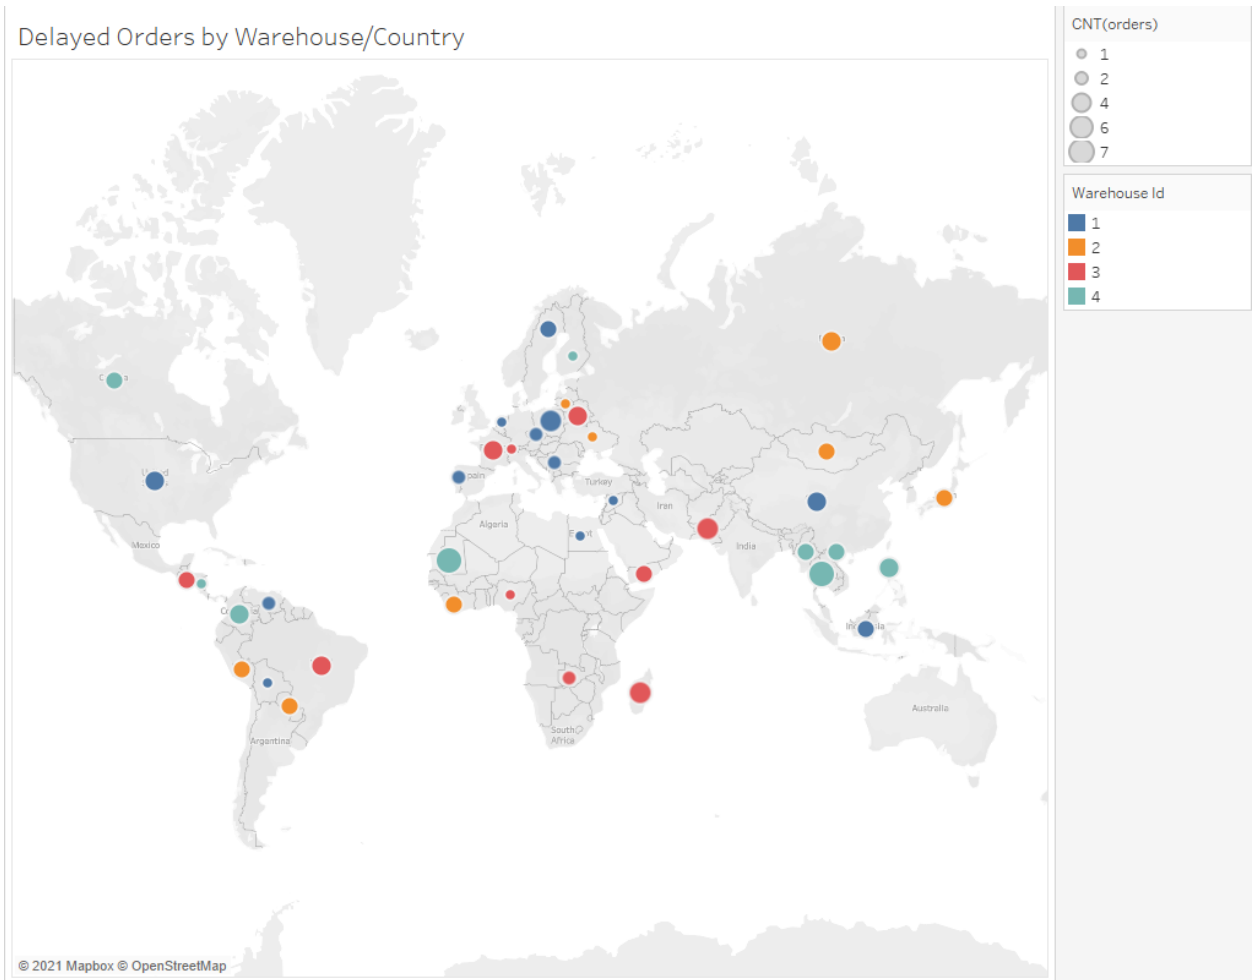 Delayed Orders by Warehouse/Country
CNT(orders)
1
2
4
6
7
Warehouse Id
1
2
3
4
Spain
Turkey
Iran
Algeria
Mexico
India
Australia
South
Africa
Argentina
© 2021 Mapbox © OpenStreetMap